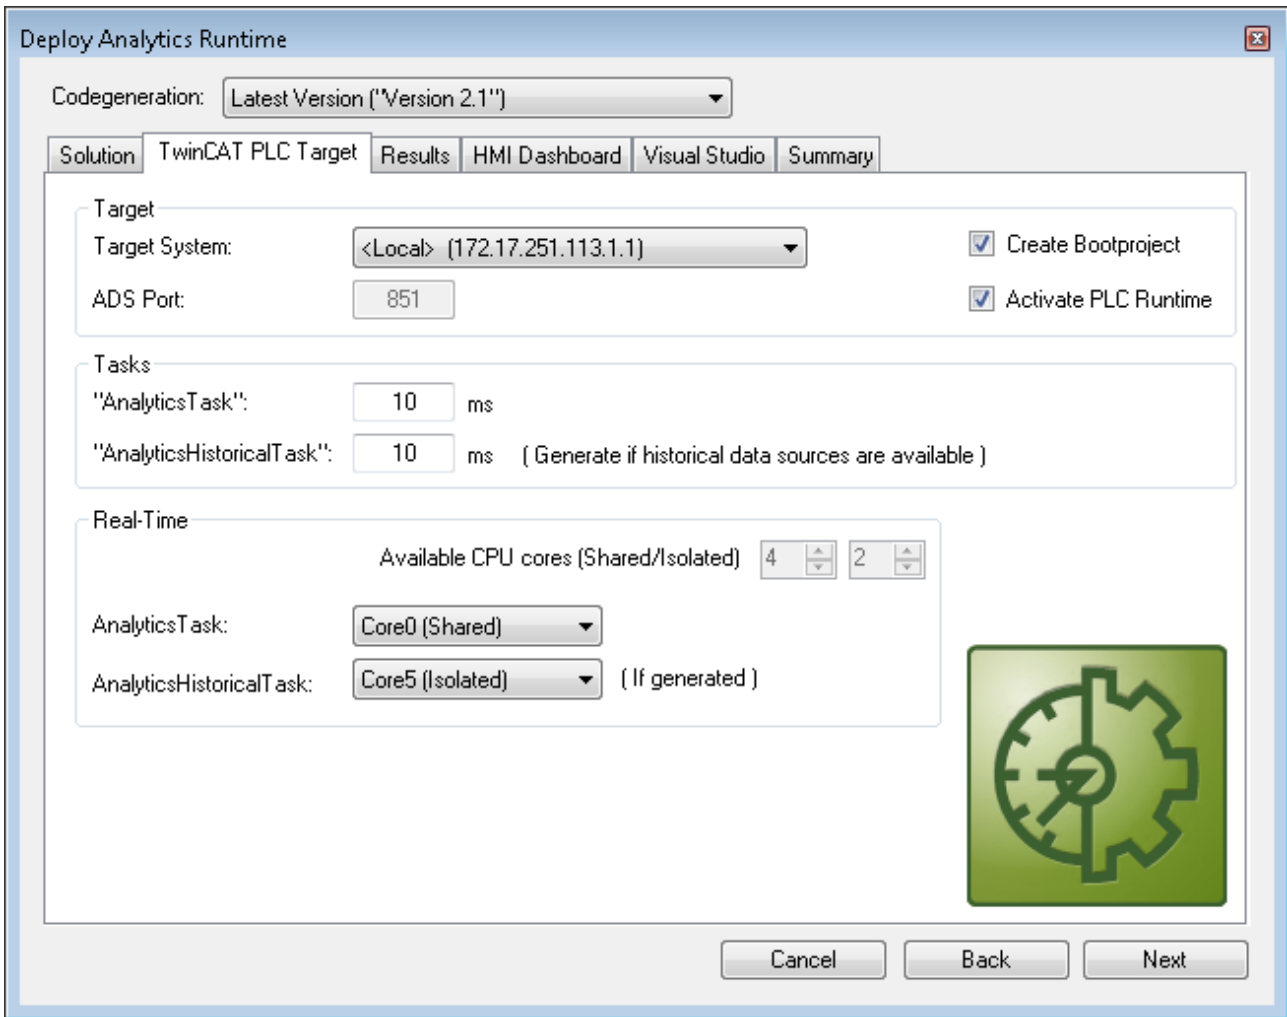 Deploy Analytics Runtime
Codegeneration: Latest Version ("Version 2.1")
Solution TwinCAT PLC Target Results HMI Dashboard Visual Studio Summary
Target
Target System: <Local> (172.17.251.113.1.1) Create Bootproject
ADS Port: 851 Activate PLC Runtime
Tasks
"AnalyticsTask": 10 ms
"AnalyticsHistoricalTask": 10 ms ( Generate if historical data sources are available )
Real-Time
Available CPU cores (Shared/Isolated) 4 2
AnalyticsTask: Core0 (Shared)
AnalyticsHistoricalTask: Core5 (Isolated) ( If generated )
Cancel Back Next